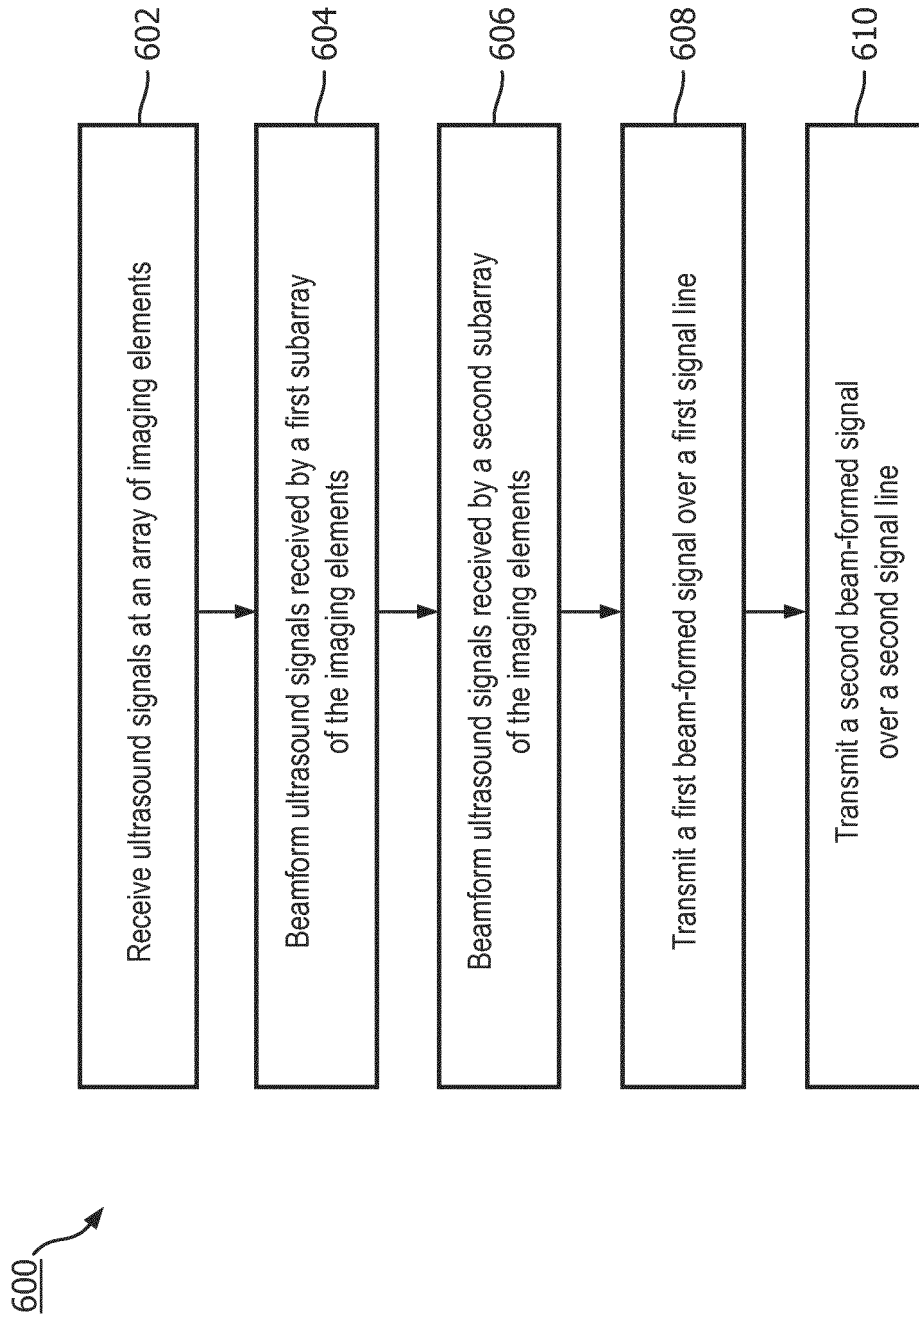 600
Receive ultrasound signals at an array of imaging elements
602
Beamform ultrasound signals received by a first subarray
of the imaging elements
604
Beamform ultrasound signals received by a second subarray
of the imaging elements
606
Transmit a first beam-formed signal over a first signal line
608
Transmit a second beam-formed signal
over a second signal line
610